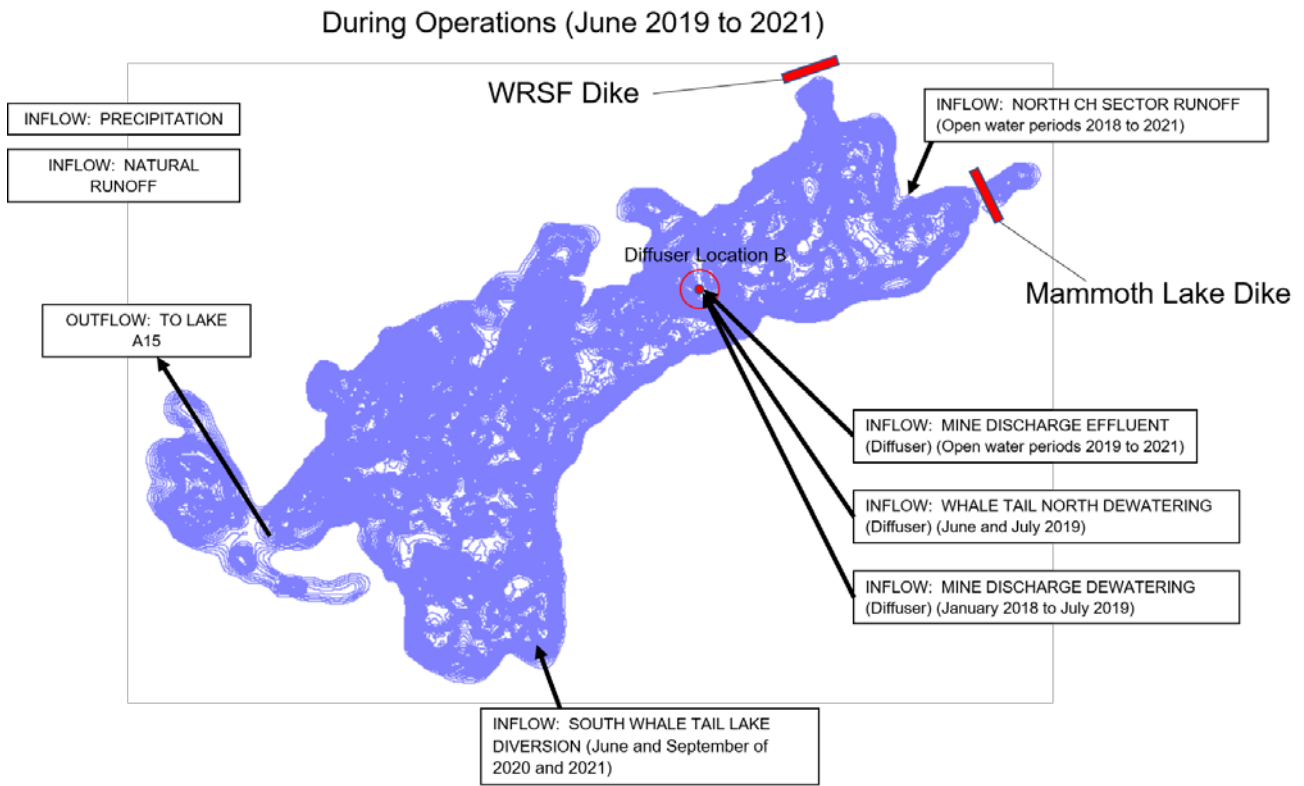 During Operations (June 2019 to 2021)
WRSF Dike
INFLOW: PRECIPITATION
INFLOW: NATURAL
RUNOFF
INFLOW: NORTH CH SECTOR RUNOFF
(Open water periods 2018 to 2021)
Diffuser Location B
Mammoth Lake Dike
OUTFLOW: TO LAKE
A15
INFLOW: MINE DISCHARGE EFFLUENT
(Diffuser) (Open water periods 2019 to 2021)
INFLOW: WHALE TAIL NORTH DEWATERING
(Diffuser) (June and July 2019)
INFLOW: MINE DISCHARGE DEWATERING
(Diffuser) (January 2018 to July 2019)
INFLOW: SOUTH WHALE TAIL LAKE
DIVERSION (June and September of
2020 and 2021)